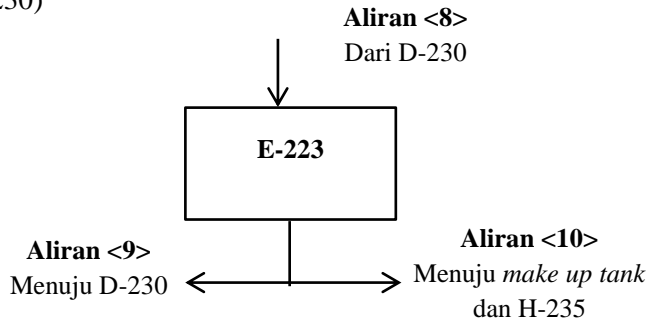 230)
Aliran <8>
Dari D-230
E-223
Aliran <9>
Menuju D-230
Aliran <10>
Menuju make up tank
dan H-235